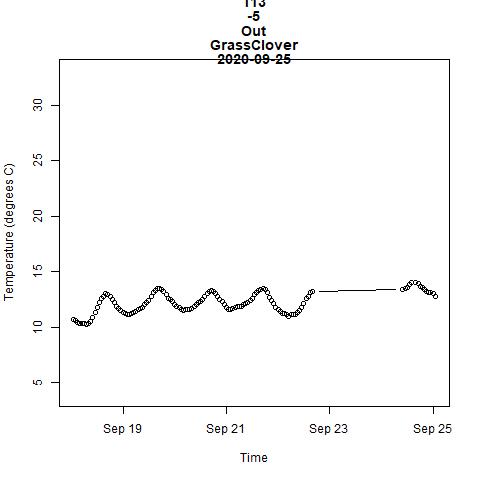 T13
-5
Out
GrassClover
2020-09-25
30
25
20
15
10
5
Temperature (degrees C)
Sep 19
Sep 21
Sep 23
Sep 25
Time